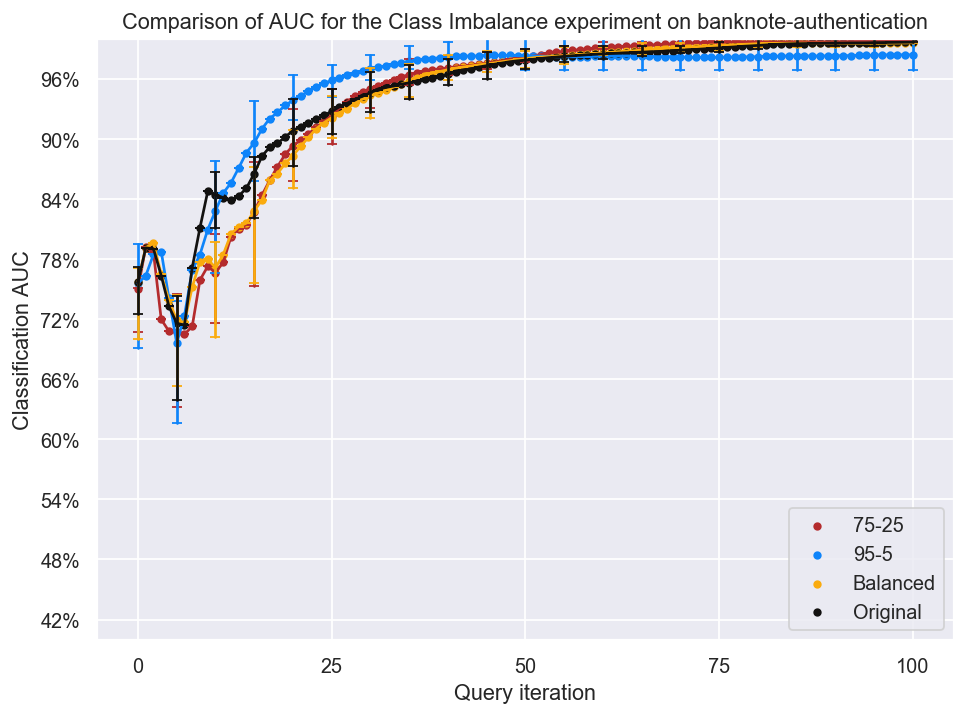 Comparison of AUC for the Class Imbalance experiment on banknote-authentication
Classification AUC
96%
90%
84%
78%
72%
66%
60%
54%
48%
42%
75-25
95-5
Balanced
Original
0 25 50 75 100
Query iteration